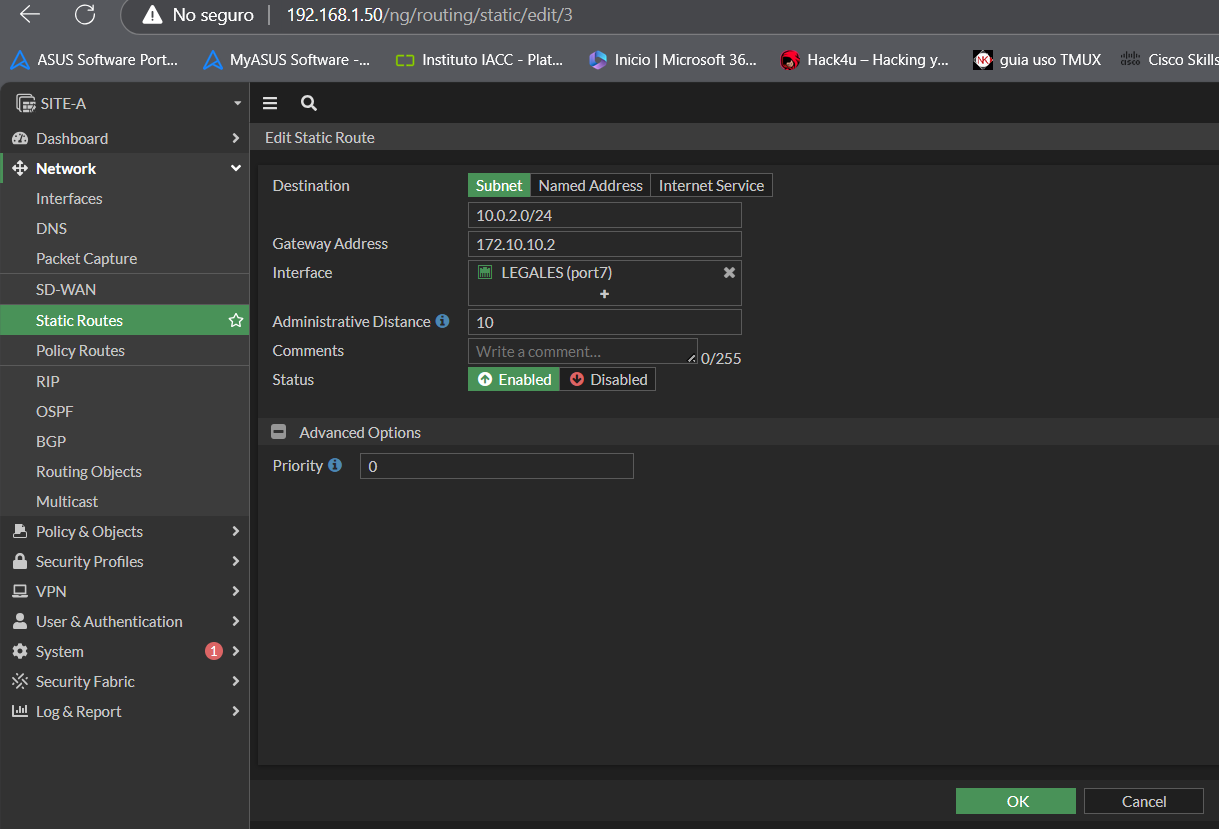 No seguro 192.168.1.50/ng/routing/static/edit/3
ASUS Software Port... MyASUS Software -... Instituto IACC - Plat... Inicio | Microsoft 36... Hack4u – Hacking y... NK guia uso TMUX cisco Cisco Skills
SITE-A
Dashboard
Network
Interfaces
DNS
Packet Capture
SD-WAN
Static Routes
Policy Routes
RIP
OSPF
BGP
Routing Objects
Multicast
Policy & Objects
Security Profiles
VPN
User & Authentication
System 1
Security Fabric
Log & Report
Edit Static Route
Destination Subnet Named Address Internet Service
10.0.2.0/24
Gateway Address 172.10.10.2
Interface LEGALES (port7)
+
Administrative Distance 10
Comments Write a comment... 0/255
Status Enabled Disabled
Advanced Options
Priority 0
OK Cancel